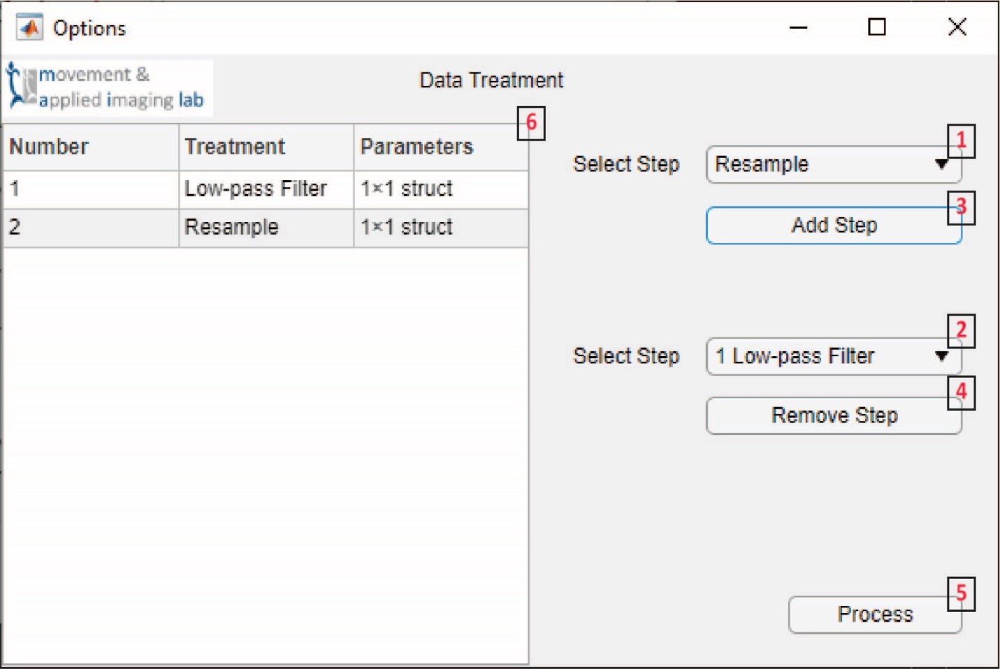 Options
movement &
applied imaging lab
Data Treatment
6
Number Treatment Parameters
1 Low-pass Filter 1×1 struct
2 Resample 1×1 struct
1
Select Step Resample
3
Add Step
2
Select Step 1 Low-pass Filter
4
Remove Step
5
Process